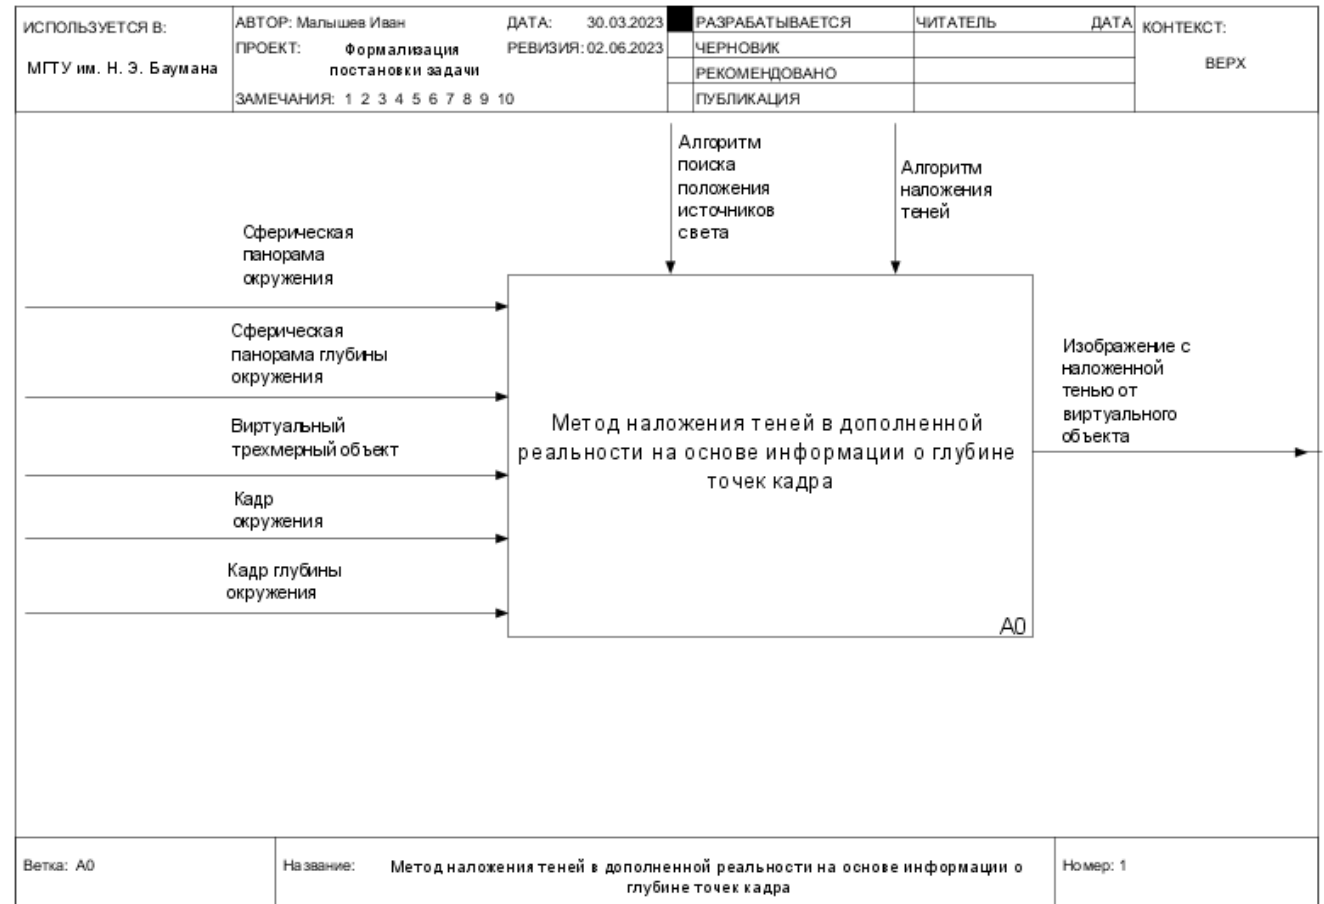 ИСПОЛЬЗУЕТСЯ В:
МГТУ им. Н. Э. Баумана
АВТОР: Малышев Иван
ДАТА: 30.03.2023
ПРОЕКТ: Формализация
постановки задачи
РЕВИЗИЯ: 02.06.2023
ЗАМЕЧАНИЯ: 1 2 3 4 5 6 7 8 9 10
РАЗРАБАТЫВАЕТСЯ
ЧЕРНОВИК
РЕКОМЕНДОВАНО
ПУБЛИКАЦИЯ
ЧИТАТЕЛЬ
ДАТА
КОНТЕКСТ:
ВЕРХ
Алгоритм
поиска
положения
источников
света
Алгоритм
наложения
теней
Сферическая
панорама
окружения
Сферическая
панорама глубины
окружения
Виртуальный
трехмерный объект
Кадр
окружения
Кадр глубины
окружения
Метод наложения теней в дополненной
реальности на основе информации о глубине
точек кадра
A0
Изображение с
наложенной
тенью от
виртуального
объекта
Ветка: A0
Название: Метод наложения теней в дополненной реальности на основе информации о
глубине точек кадра
Номер: 1